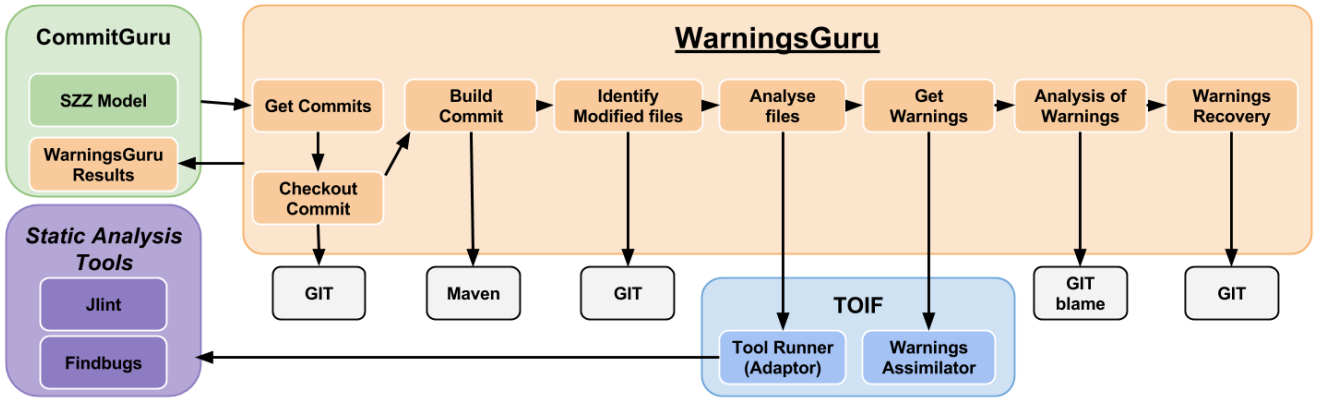 CommitGuru
SZZ Model
WarningsGuru
Results
Static Analysis
Tools
Jlint
Findbugs
WarningsGuru
Get Commits
Checkout
Commit
Build
Commit
Identify
Modified files
Analyse
files
Get
Warnings
Analysis of
Warnings
Warnings
Recovery
GIT
Maven
GIT
GIT
blame
GIT
TOIF
Tool Runner
(Adaptor)
Warnings
Assimilator